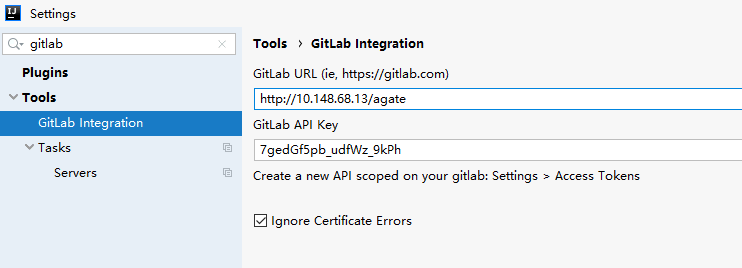 IJ
Settings
gitlab
Plugins
Tools
GitLab Integration
Tasks
Servers
Tools › GitLab Integration
GitLab URL (ie, https://gitlab.com)
http://10.148.68.13/agate
GitLab API Key
7gedGf5pb_udfWz_9kPh
Create a new API scoped on your gitlab: Settings > Access Tokens
Ignore Certificate Errors